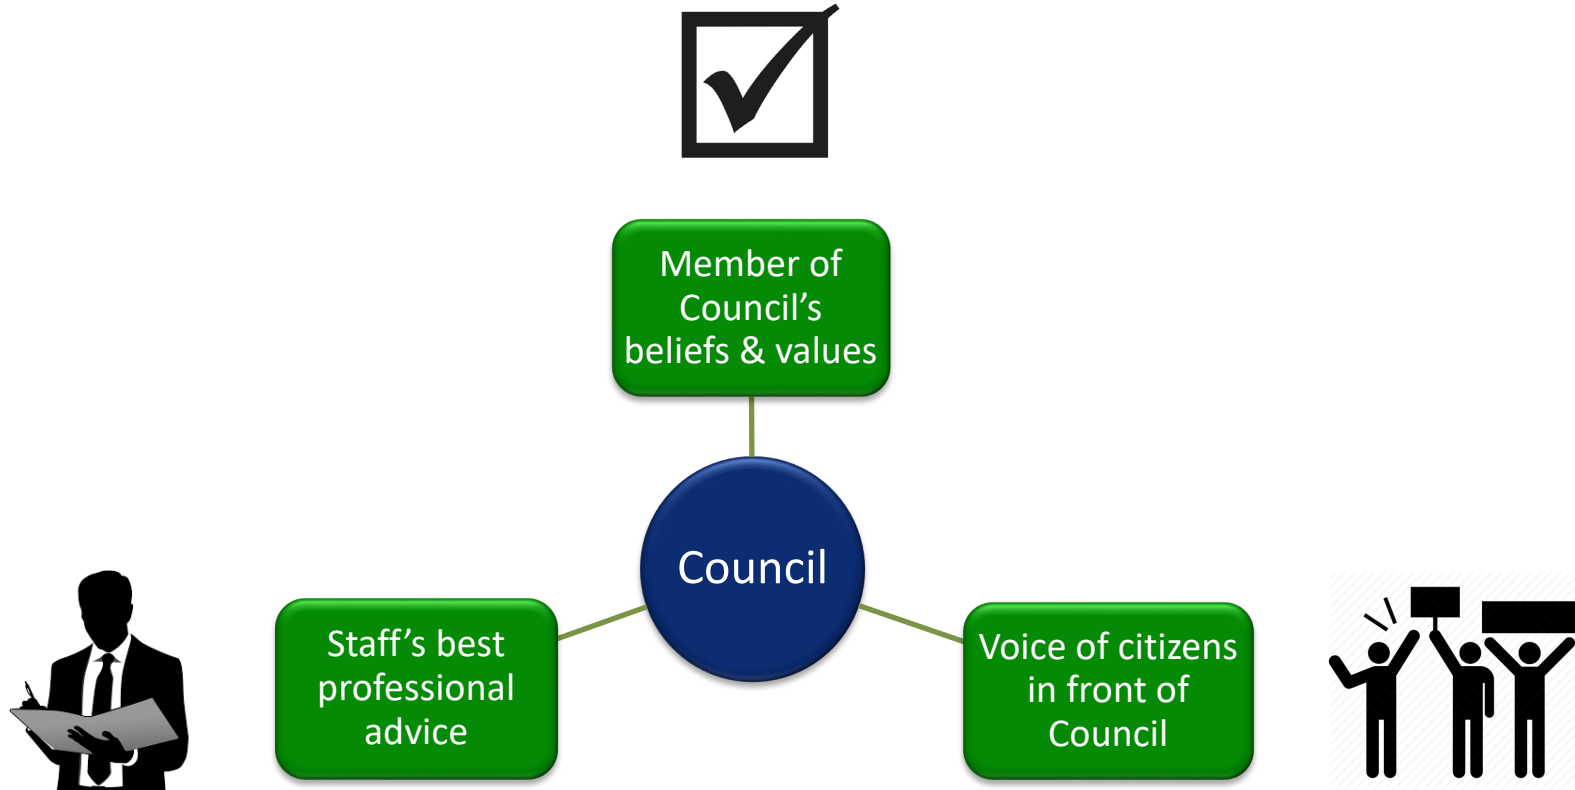 Member of
Council’s
beliefs & values
Council
Staff’s best
professional
advice
Voice of citizens
in front of
Council